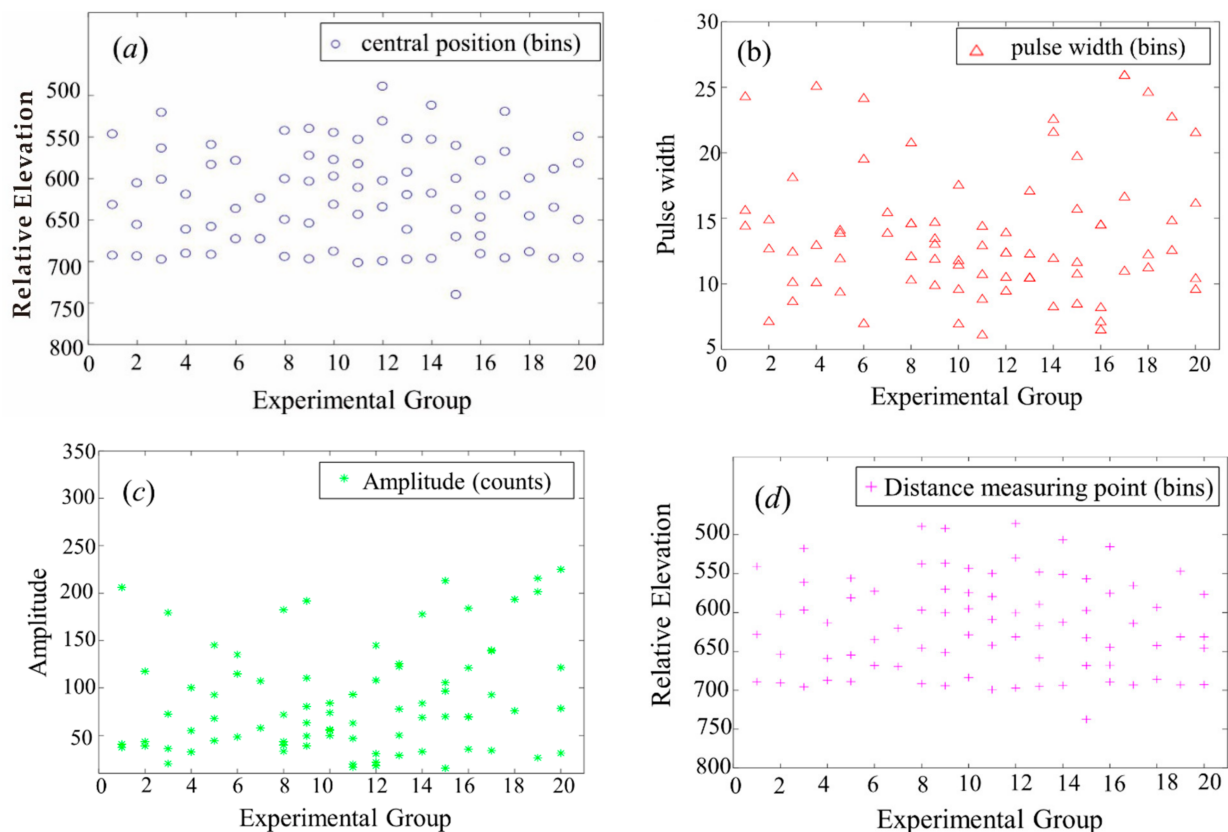 (a)
central position (bins)
Relative Elevation
500
550
600
650
700
750
800
0 2 4 6 8 10 12 14 16 18 20
Experimental Group
(b)
pulse width (bins)
Pulse width
30
25
20
15
10
5
0 2 4 6 8 10 12 14 16 18 20
Experimental Group
(c)
Amplitude (counts)
Amplitude
350
300
250
200
150
100
50
0 2 4 6 8 10 12 14 16 18 20
Experimental Group
(d)
Distance measuring point (bins)
Relative Elevation
500
550
600
650
700
750
800
0 2 4 6 8 10 12 14 16 18 20
Experimental Group